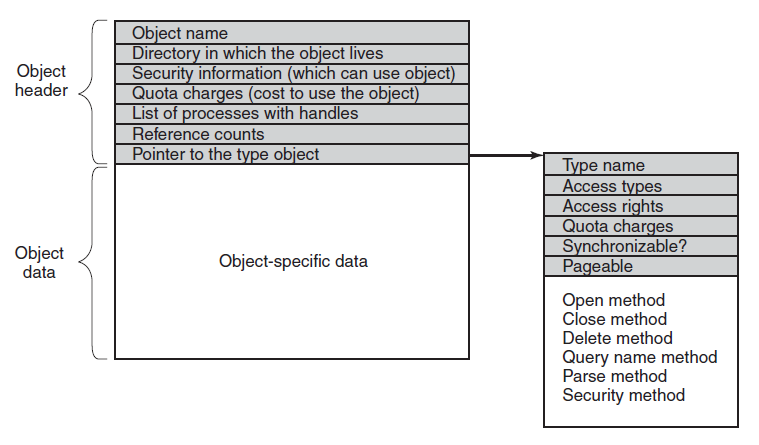 Object
header
Object name
Directory in which the object lives
Security information (which can use object)
Quota charges (cost to use the object)
List of processes with handles
Reference counts
Pointer to the type object
Object
data
Object-specific data
Type name
Access types
Access rights
Quota charges
Synchronizable?
Pageable
Open method
Close method
Delete method
Query name method
Parse method
Security method